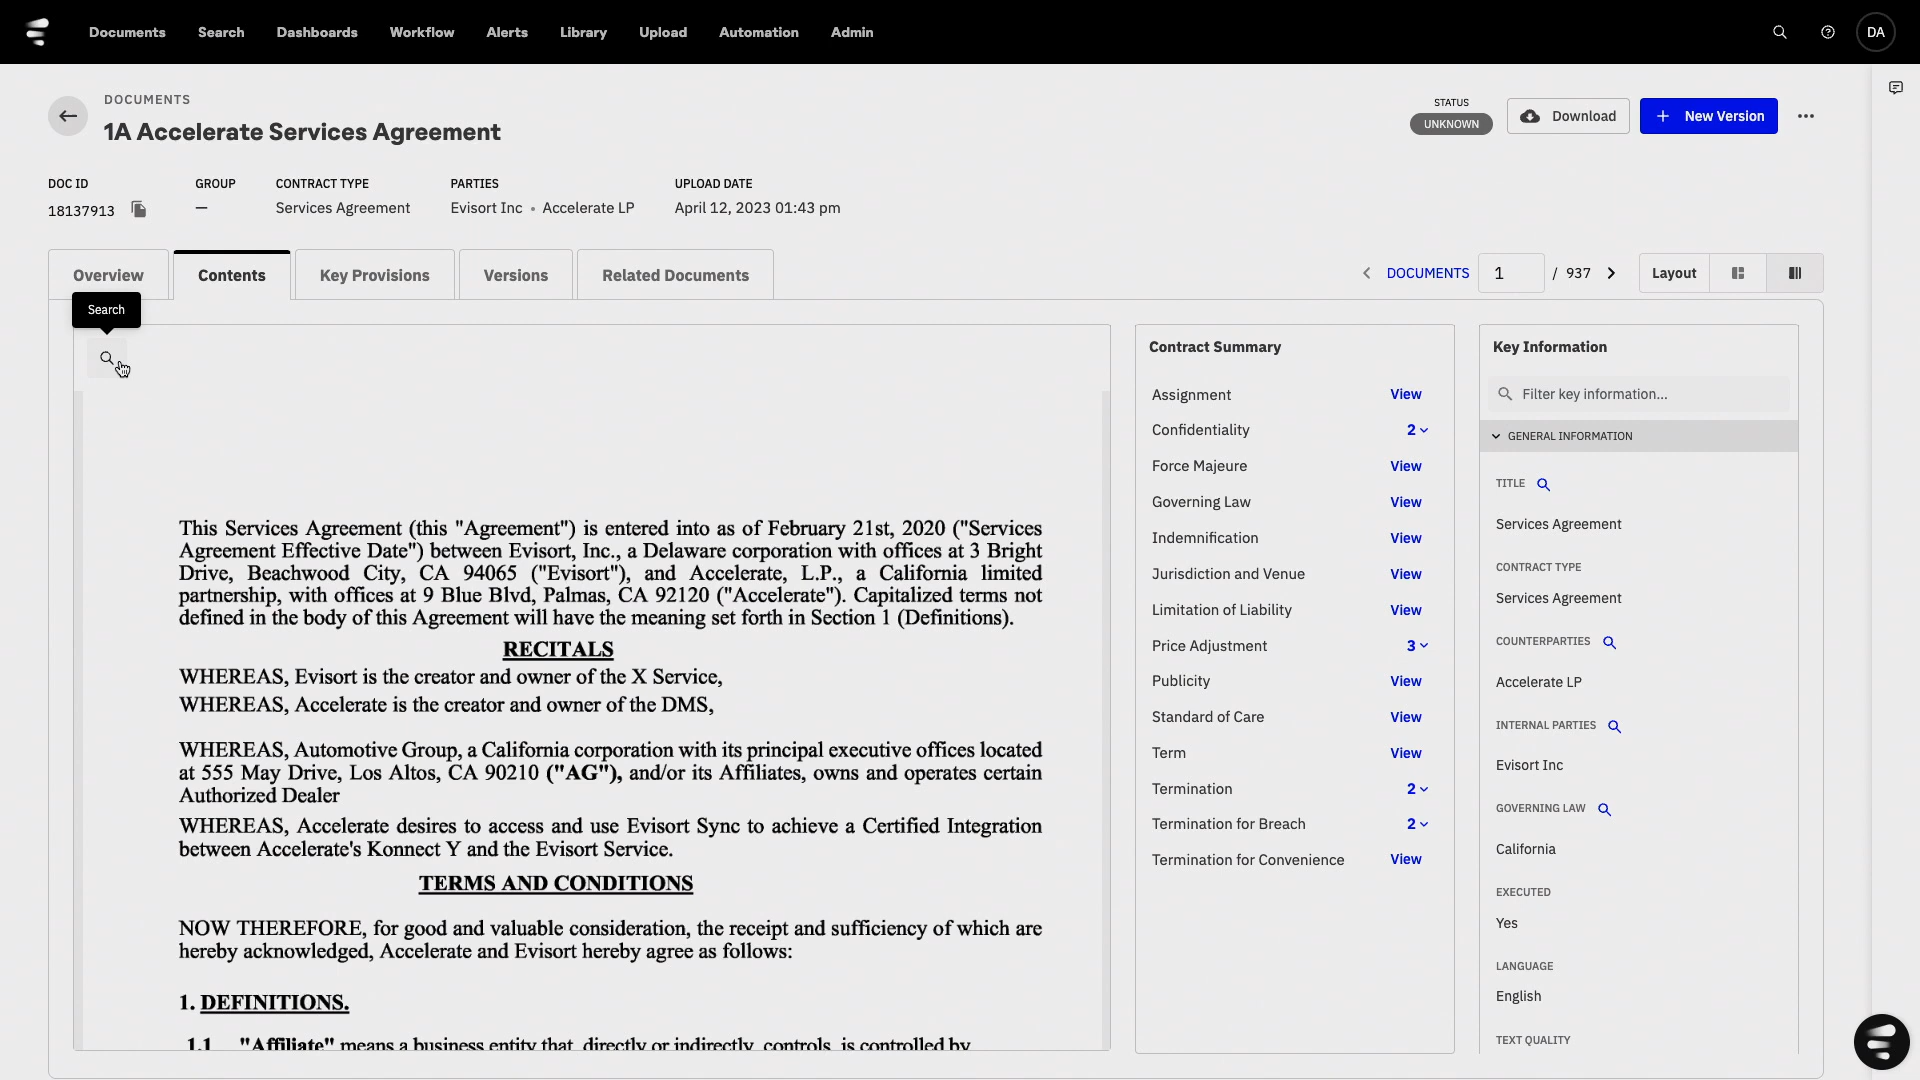 Documents Search Dashboards Workflow Alerts Library Upload Automation Admin DA
DOCUMENTS
1A Accelerate Services Agreement
STATUS
UNKNOWN
Download
New Version
DOC ID
18137913
GROUP
—
CONTRACT TYPE
Services Agreement
PARTIES
Evisort Inc • Accelerate LP
UPLOAD DATE
April 12, 2023 01:43 pm
Overview Contents Key Provisions Versions Related Documents
DOCUMENTS 1 / 937
Layout
Search
This Services Agreement (this "Agreement") is entered into as of February 21st, 2020 ("Services
Agreement Effective Date") between Evisort, Inc., a Delaware corporation with offices at 3 Bright
Drive, Beachwood City, CA 94065 ("Evisort"), and Accelerate, L.P., a California limited
partnership, with offices at 9 Blue Blvd, Palmas, CA 92120 ("Accelerate"). Capitalized terms not
defined in the body of this Agreement will have the meaning set forth in Section 1 (Definitions).
RECITALS
WHEREAS, Evisort is the creator and owner of the X Service,
WHEREAS, Accelerate is the creator and owner of the DMS,
WHEREAS, Automotive Group, a California corporation with its principal executive offices located
at 555 May Drive, Los Altos, CA 90210 ("AG"), and/or its Affiliates, owns and operates certain
Authorized Dealer
WHEREAS, Accelerate desires to access and use Evisort Sync to achieve a Certified Integration
between Accelerate's Konnect Y and the Evisort Service.
TERMS AND CONDITIONS
NOW THEREFORE, for good and valuable consideration, the receipt and sufficiency of which are
hereby acknowledged, Accelerate and Evisort hereby agree as follows:
1. DEFINITIONS.
1.1 "Affiliate" means a business entity that, directly or indirectly, controls, is controlled by
Contract Summary
Assignment View
Confidentiality 2
Force Majeure View
Governing Law View
Indemnification View
Jurisdiction and Venue View
Limitation of Liability View
Price Adjustment 3
Publicity View
Standard of Care View
Term View
Termination 2
Termination for Breach 2
Termination for Convenience View
Key Information
Filter key information...
GENERAL INFORMATION
TITLE
Services Agreement
CONTRACT TYPE
Services Agreement
COUNTERPARTIES
Accelerate LP
INTERNAL PARTIES
Evisort Inc
GOVERNING LAW
California
EXECUTED
Yes
LANGUAGE
English
TEXT QUALITY